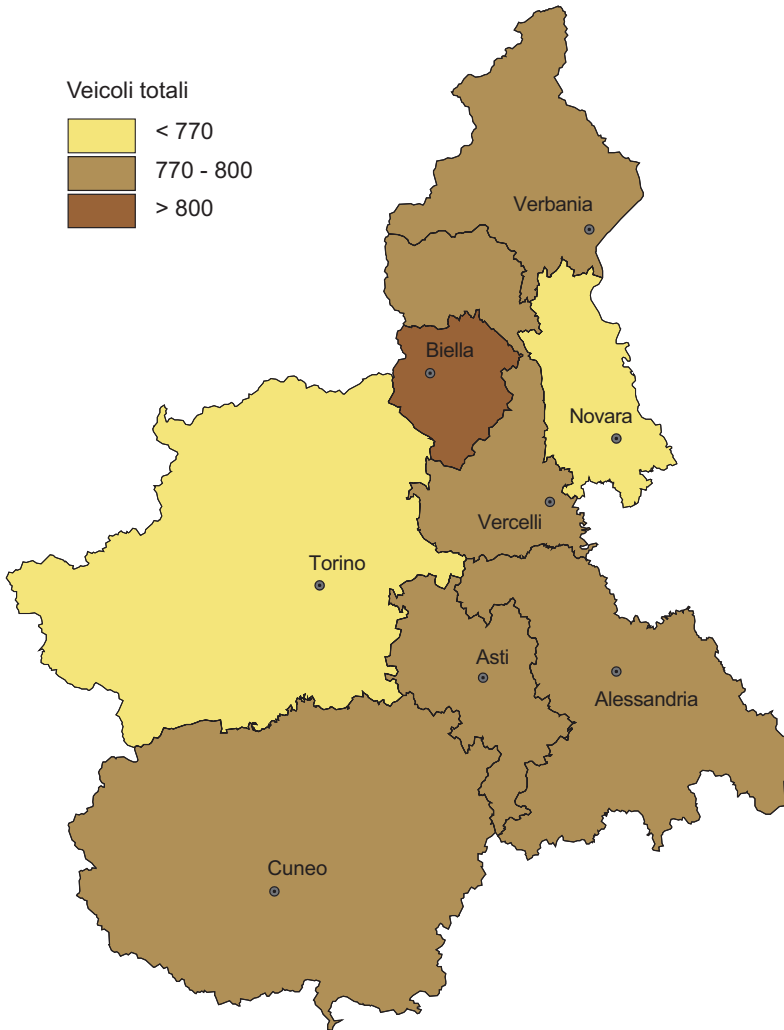 Veicoli totali
< 770
770 - 800
> 800
Verbania
Biella
Novara
Vercelli
Torino
Asti
Alessandria
Cuneo